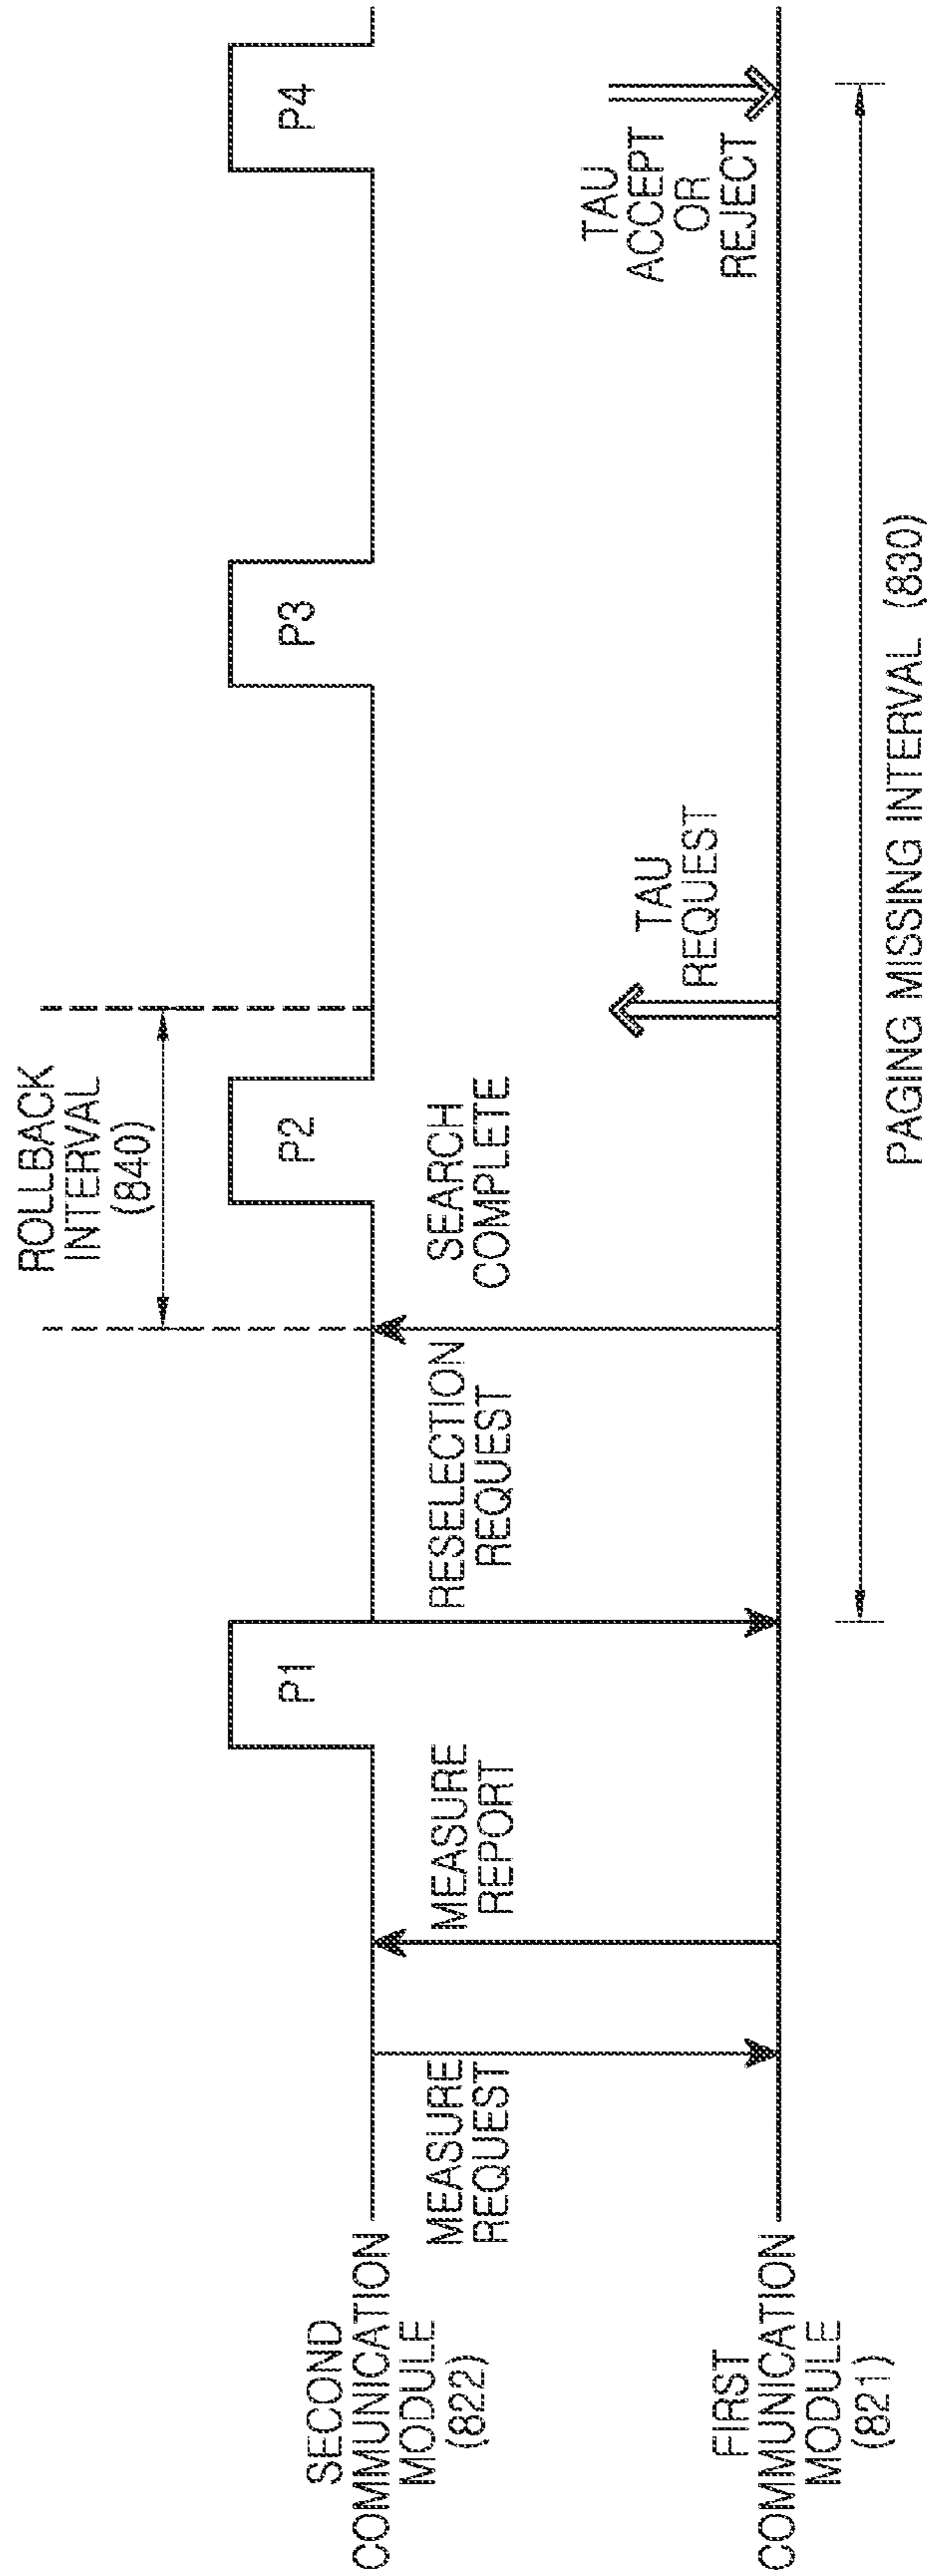 ROLLBACK
INTERVAL
(840)
P1
P2
P3
P4
SECOND
COMMUNICATION
MODULE
(822)
MEASURE
REQUEST
MEASURE
REPORT
RESELECTION
REQUEST
SEARCH
COMPLETE
TAU
REQUEST
TAU
ACCEPT
OR
REJECT
FIRST
COMMUNICATION
MODULE
(821)
PAGING MISSING INTERVAL (830)